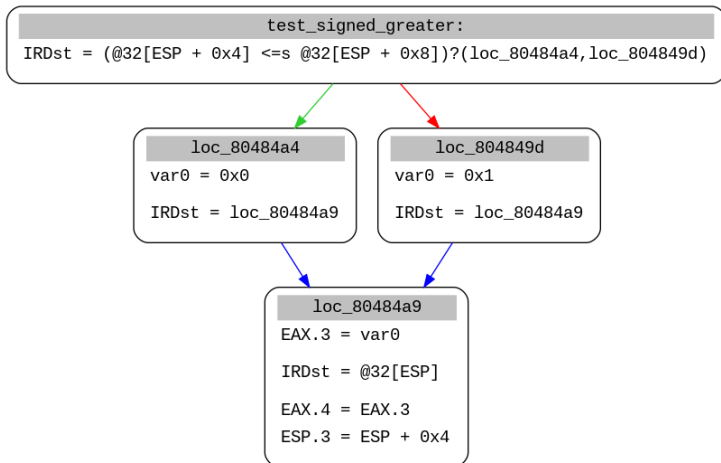 test_signed_greater:
IRDst = (@32[ESP + 0x4] <=s @32[ESP + 0x8])?(loc_80484a4,loc_804849d)
loc_80484a4
var0 = 0x0
IRDst = loc_80484a9
loc_804849d
var0 = 0x1
IRDst = loc_80484a9
loc_80484a9
EAX.3 = var0
IRDst = @32[ESP]
EAX.4 = EAX.3
ESP.3 = ESP + 0x4